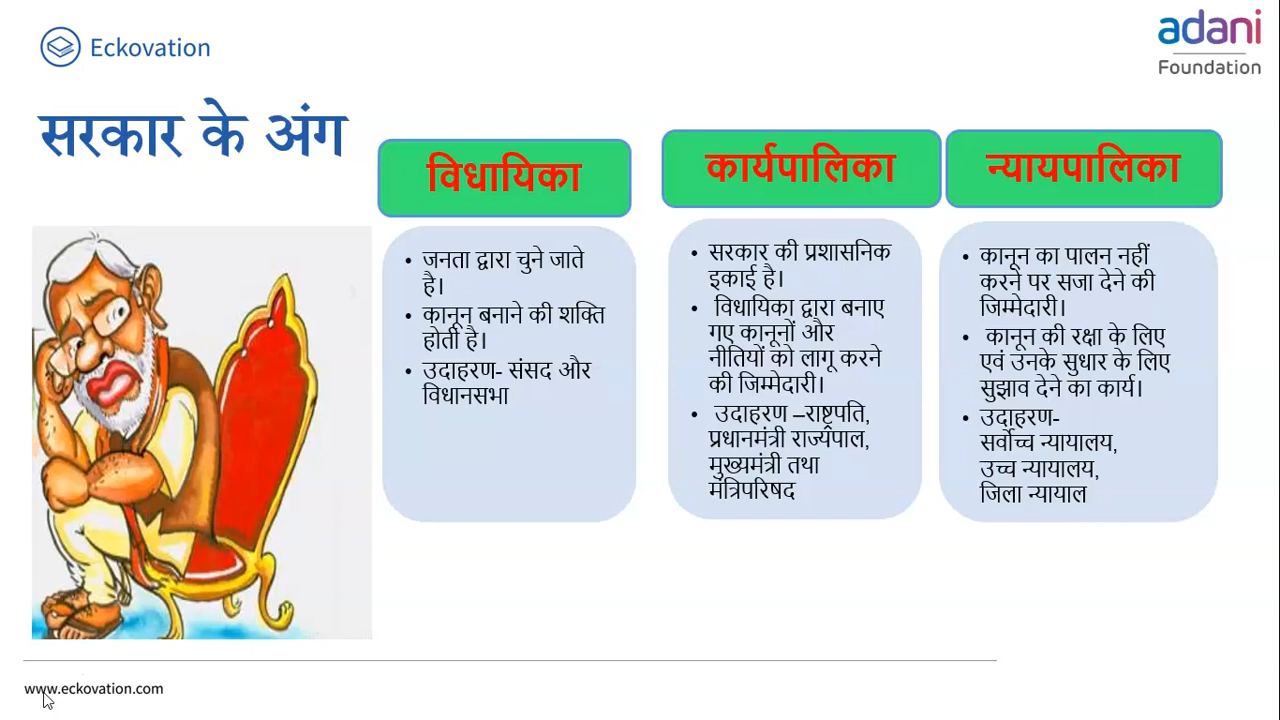 Eckovation
adani
Foundation
सरकार के अंग
विधायिका
• जनता द्वारा चुने जाते
है।
• कानून बनाने की शक्ति
होती है।
• उदाहरण- संसद और
विधानसभा
कार्यपालिका
• सरकार की प्रशासनिक
इकाई है।
• विधायिका द्वारा बनाए
गए कानूनों और
नीतियों को लागू करने
की जिम्मेदारी।
• उदाहरण –राष्ट्रपति,
प्रधानमंत्री राज्यपाल,
मुख्यमंत्री तथा
मंत्रिपरिषद
न्यायपालिका
• कानून का पालन नहीं
करने पर सजा देने की
जिम्मेदारी।
• कानून की रक्षा के लिए
एवं उनके सुधार के लिए
सुझाव देने का कार्य।
• उदाहरण-
सर्वोच्च न्यायालय,
उच्च न्यायालय,
जिला न्यायाल
www.eckovation.com